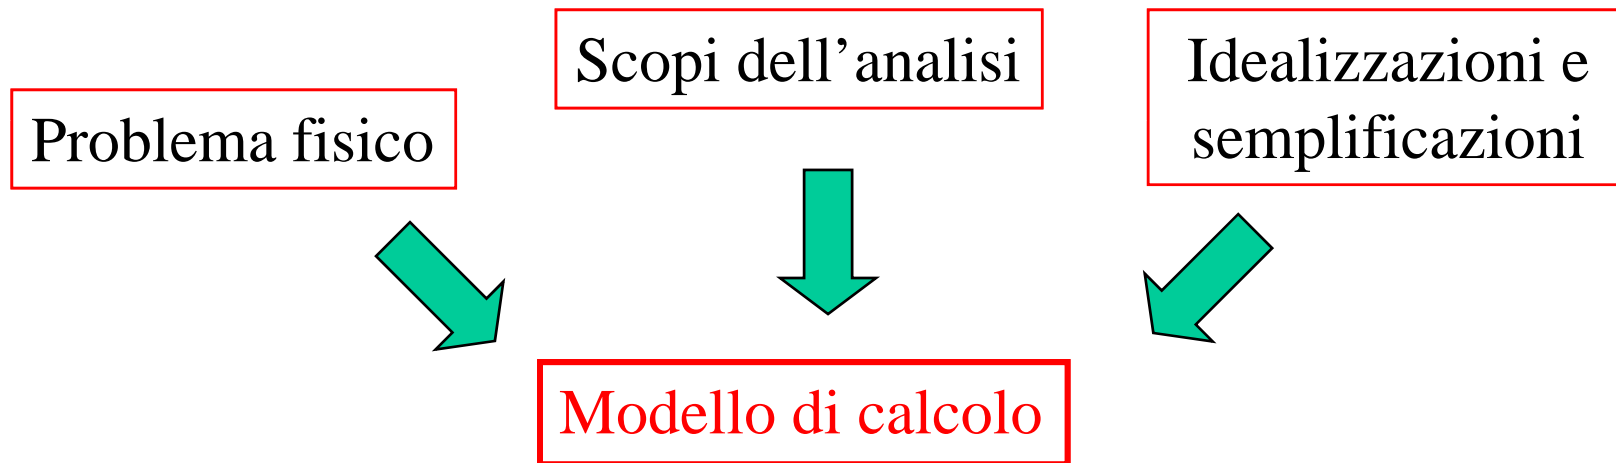 Problema fisico
Scopi dell’analisi
Idealizzazioni e
semplificazioni
Modello di calcolo